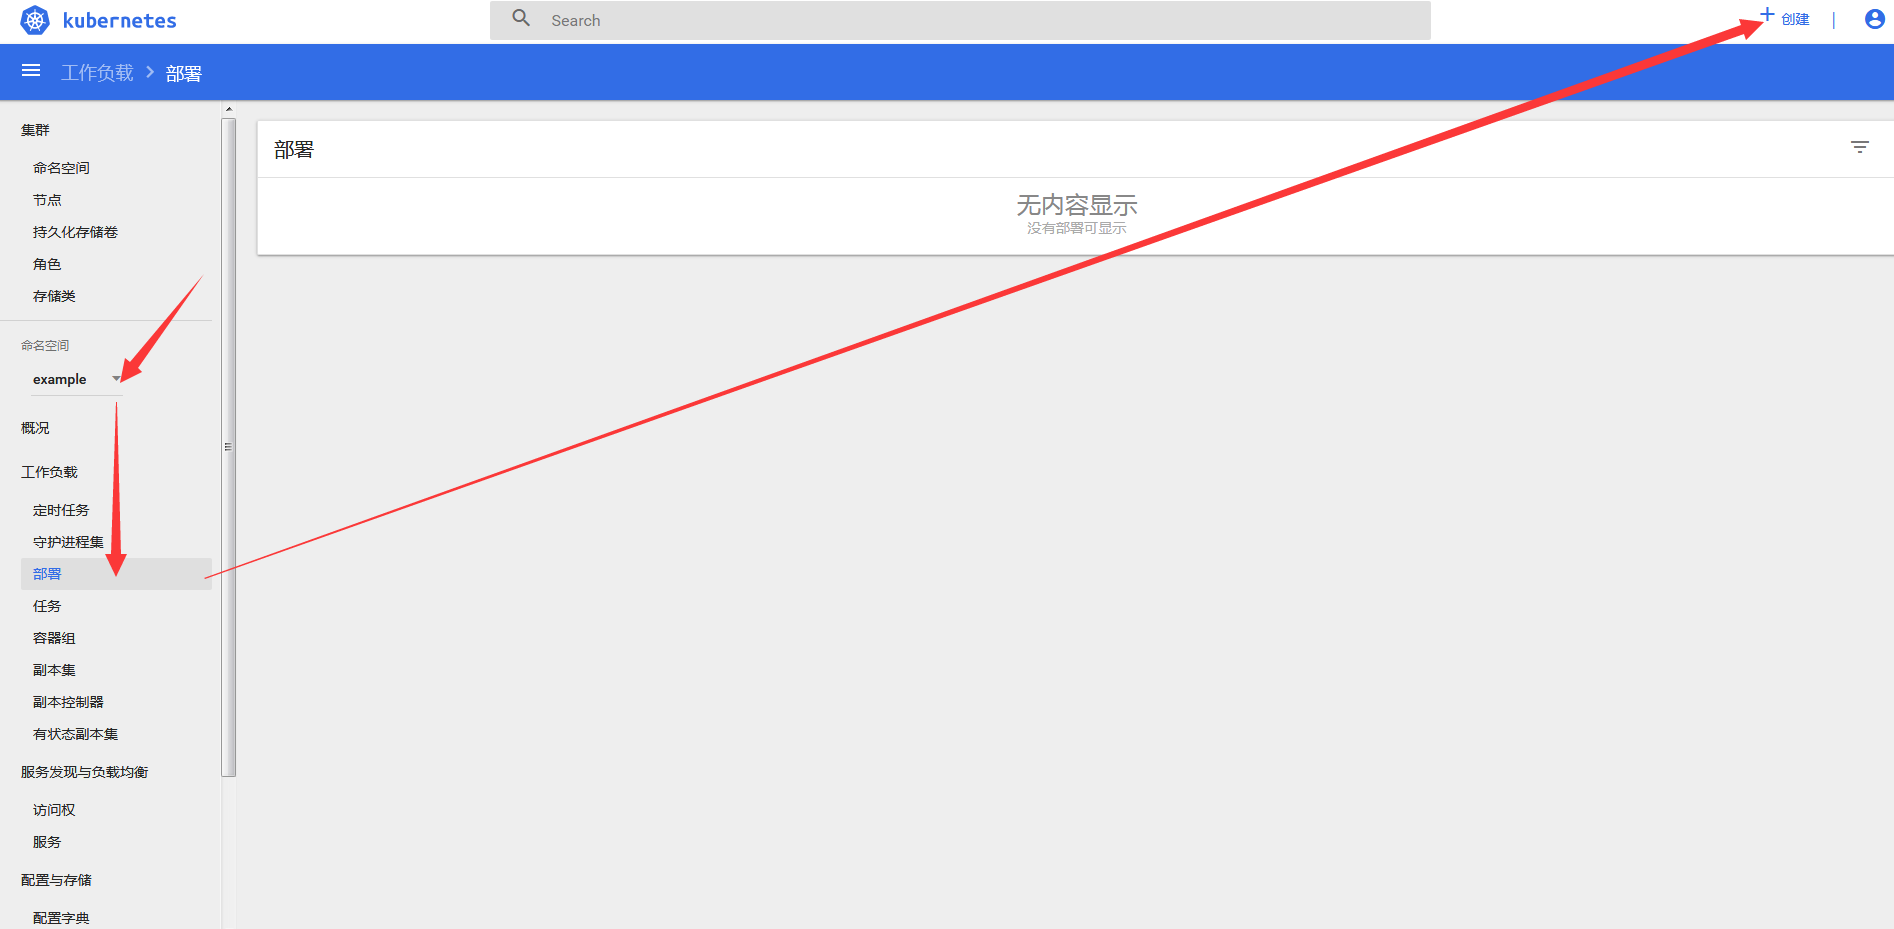 kubernetes
Search
创建
工作负载 > 部署
集群
命名空间
节点
持久化存储卷
角色
存储类
命名空间
example
概况
工作负载
定时任务
守护进程集
部署
任务
容器组
副本集
副本控制器
有状态副本集
服务发现与负载均衡
访问权
服务
配置与存储
配置字典
部署
无内容显示
没有部署可显示